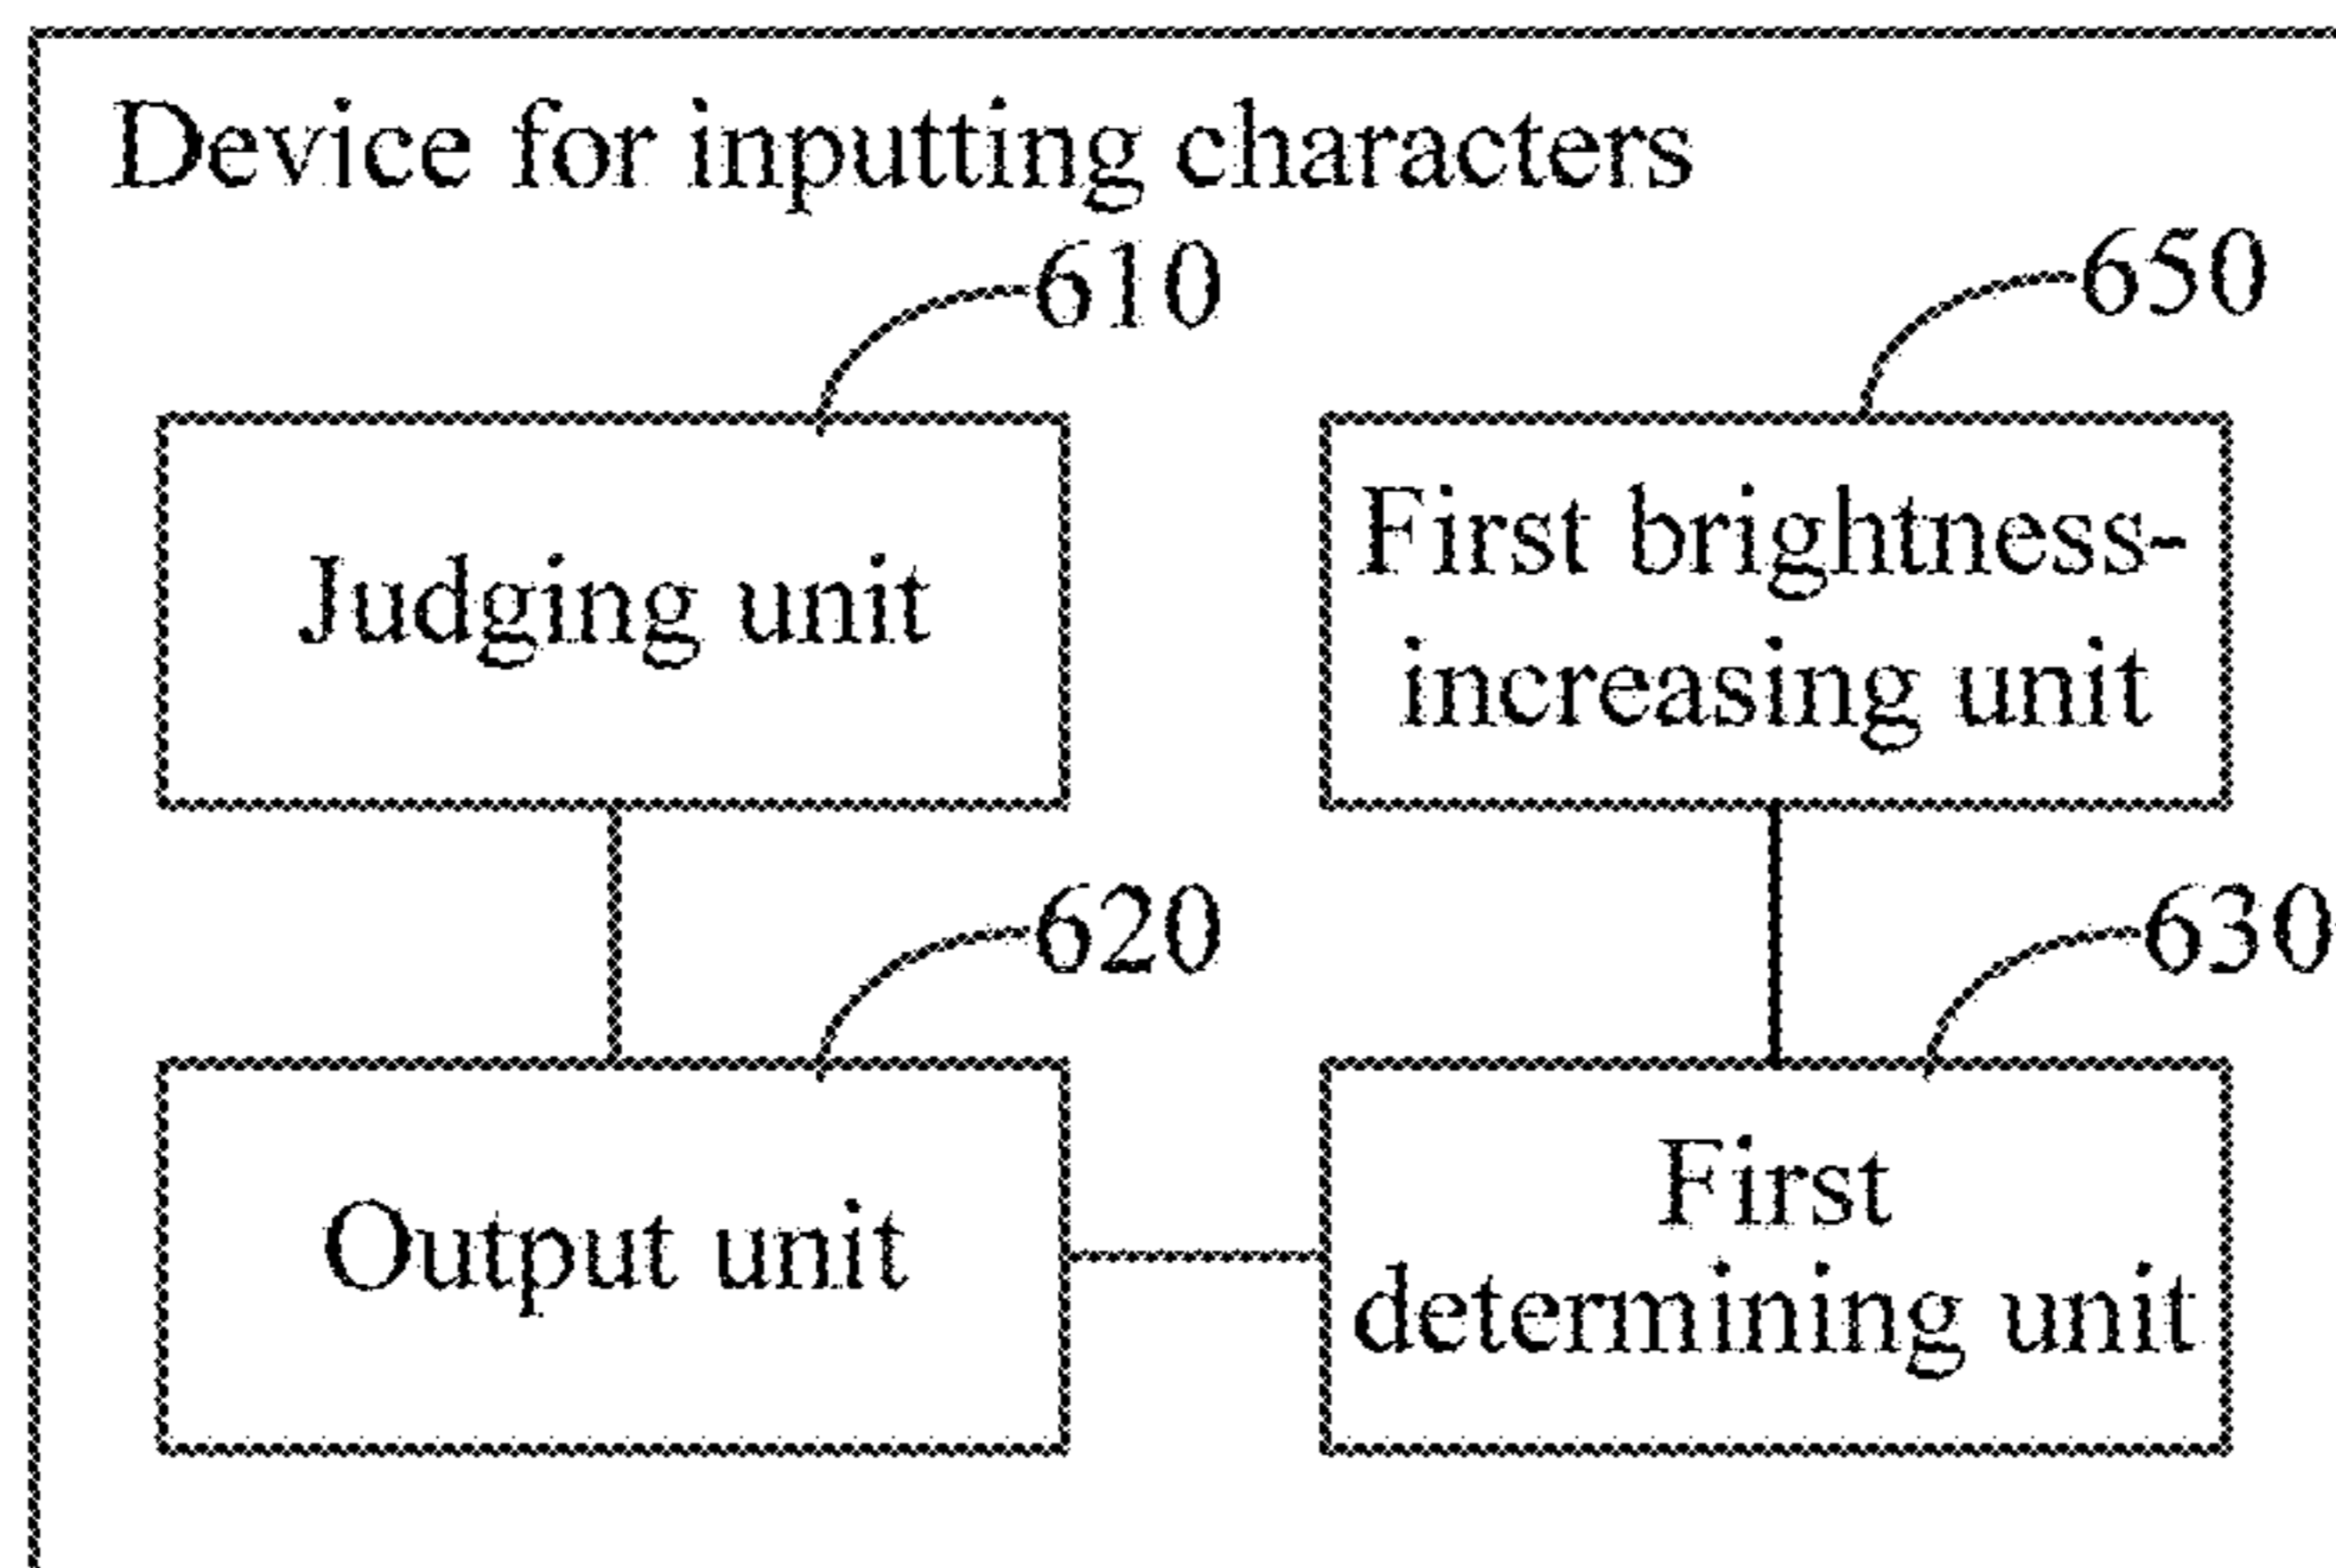 Device for inputting characters
610
650
Judging unit
First brightness-
increasing unit
620
630
Output unit
First
determining unit